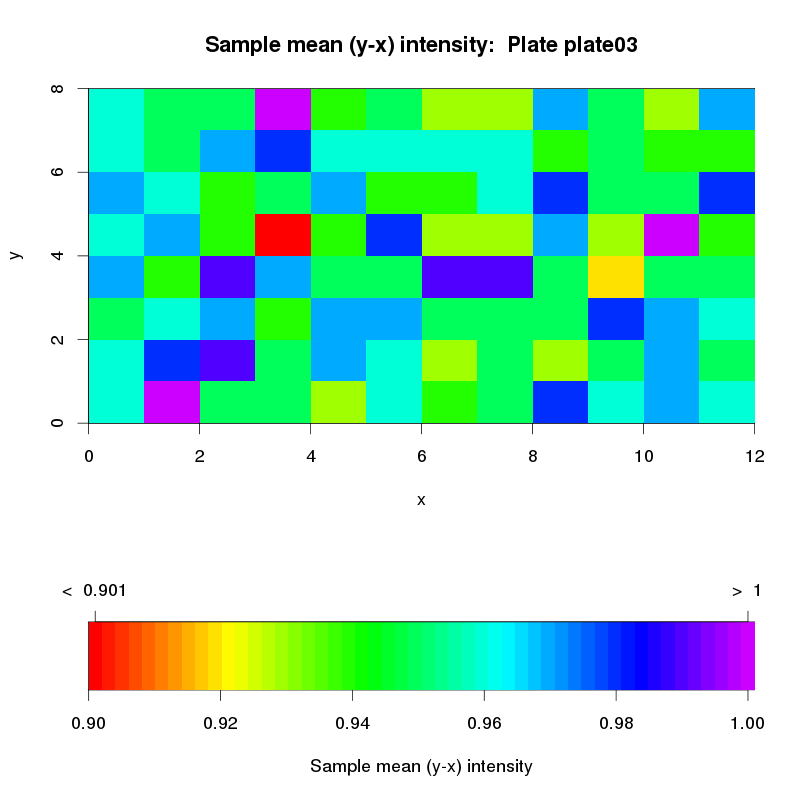 Sample mean (y-x) intensity:  Plate plate03
8
6
4
2
0
y
0 2 4 6 8 10 12
x
< 0.901 > 1
0.90 0.92 0.94 0.96 0.98 1.00
Sample mean (y-x) intensity